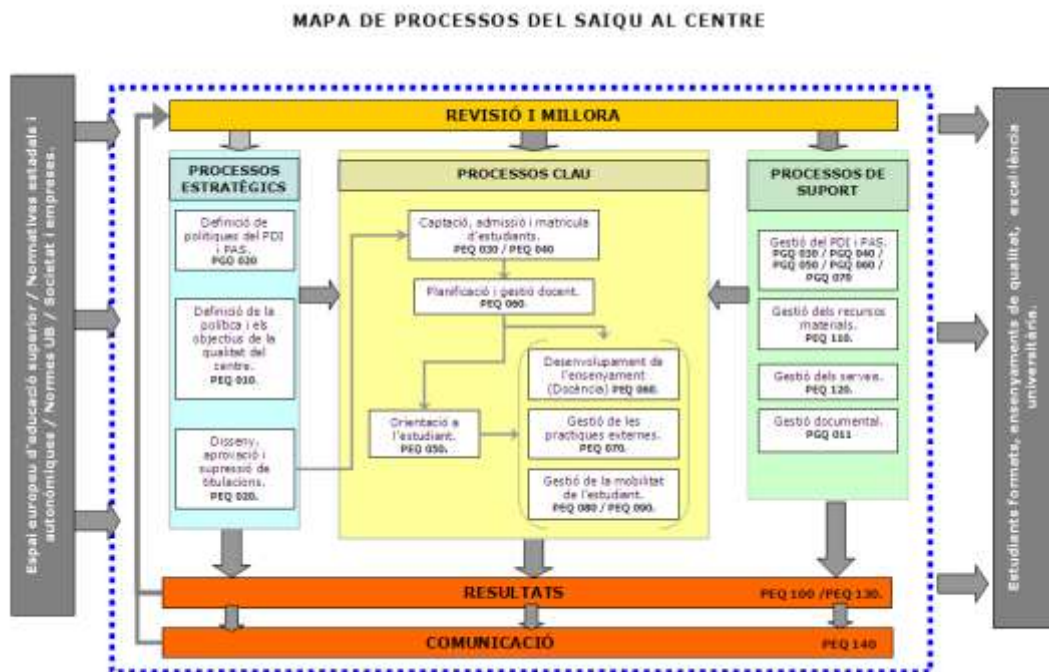 MAPA DE PROCESSOS DEL SAIQU AL CENTRE
Espai europeu d'educació superior / Normatives estadals i
autonómiques / Normes UB / Societat i empreses.
REVISIÓ I MILLORA
PROCESSOS
ESTRATÈGICS
Definició de
polítiques del PDI
i PAS.
PGQ 020
Definició de la
política i els
objectius de la
qualitat del
centre.
PEQ 010.
Disseny,
aprovació i
supressió de
titulacions.
PEQ 020.
PROCESSOS CLAU
Captació, admissió i matricula
d'estudiants.
PEQ 030 / PEQ 040
Planificació i gestió docent.
PEQ 060.
Orientació a
l'estudiant.
PEQ 050.
Desenvolupament de
l'ensenyament
(Docència) PEQ 060.
Gestió de les
practiques externes.
PEQ 070.
Gestió de la mobilitat
de l'estudiant.
PEQ 080 / PEQ 090.
PROCESSOS DE
SUPORT
Gestió del PDI i PAS.
PGQ 030 / PGQ 040 /
PGQ 050 / PGQ 060 /
PGQ 070
Gestió dels recursos
materials.
PEQ 110.
Gestió dels serveis.
PEQ 120.
Gestió documental.
PGQ 011
RESULTATS
PEQ 100 /PEQ 130.
COMUNICACIÓ
PEQ 140
Estudiants formats, ensenyaments de qualitat, excel·lència
universitària.